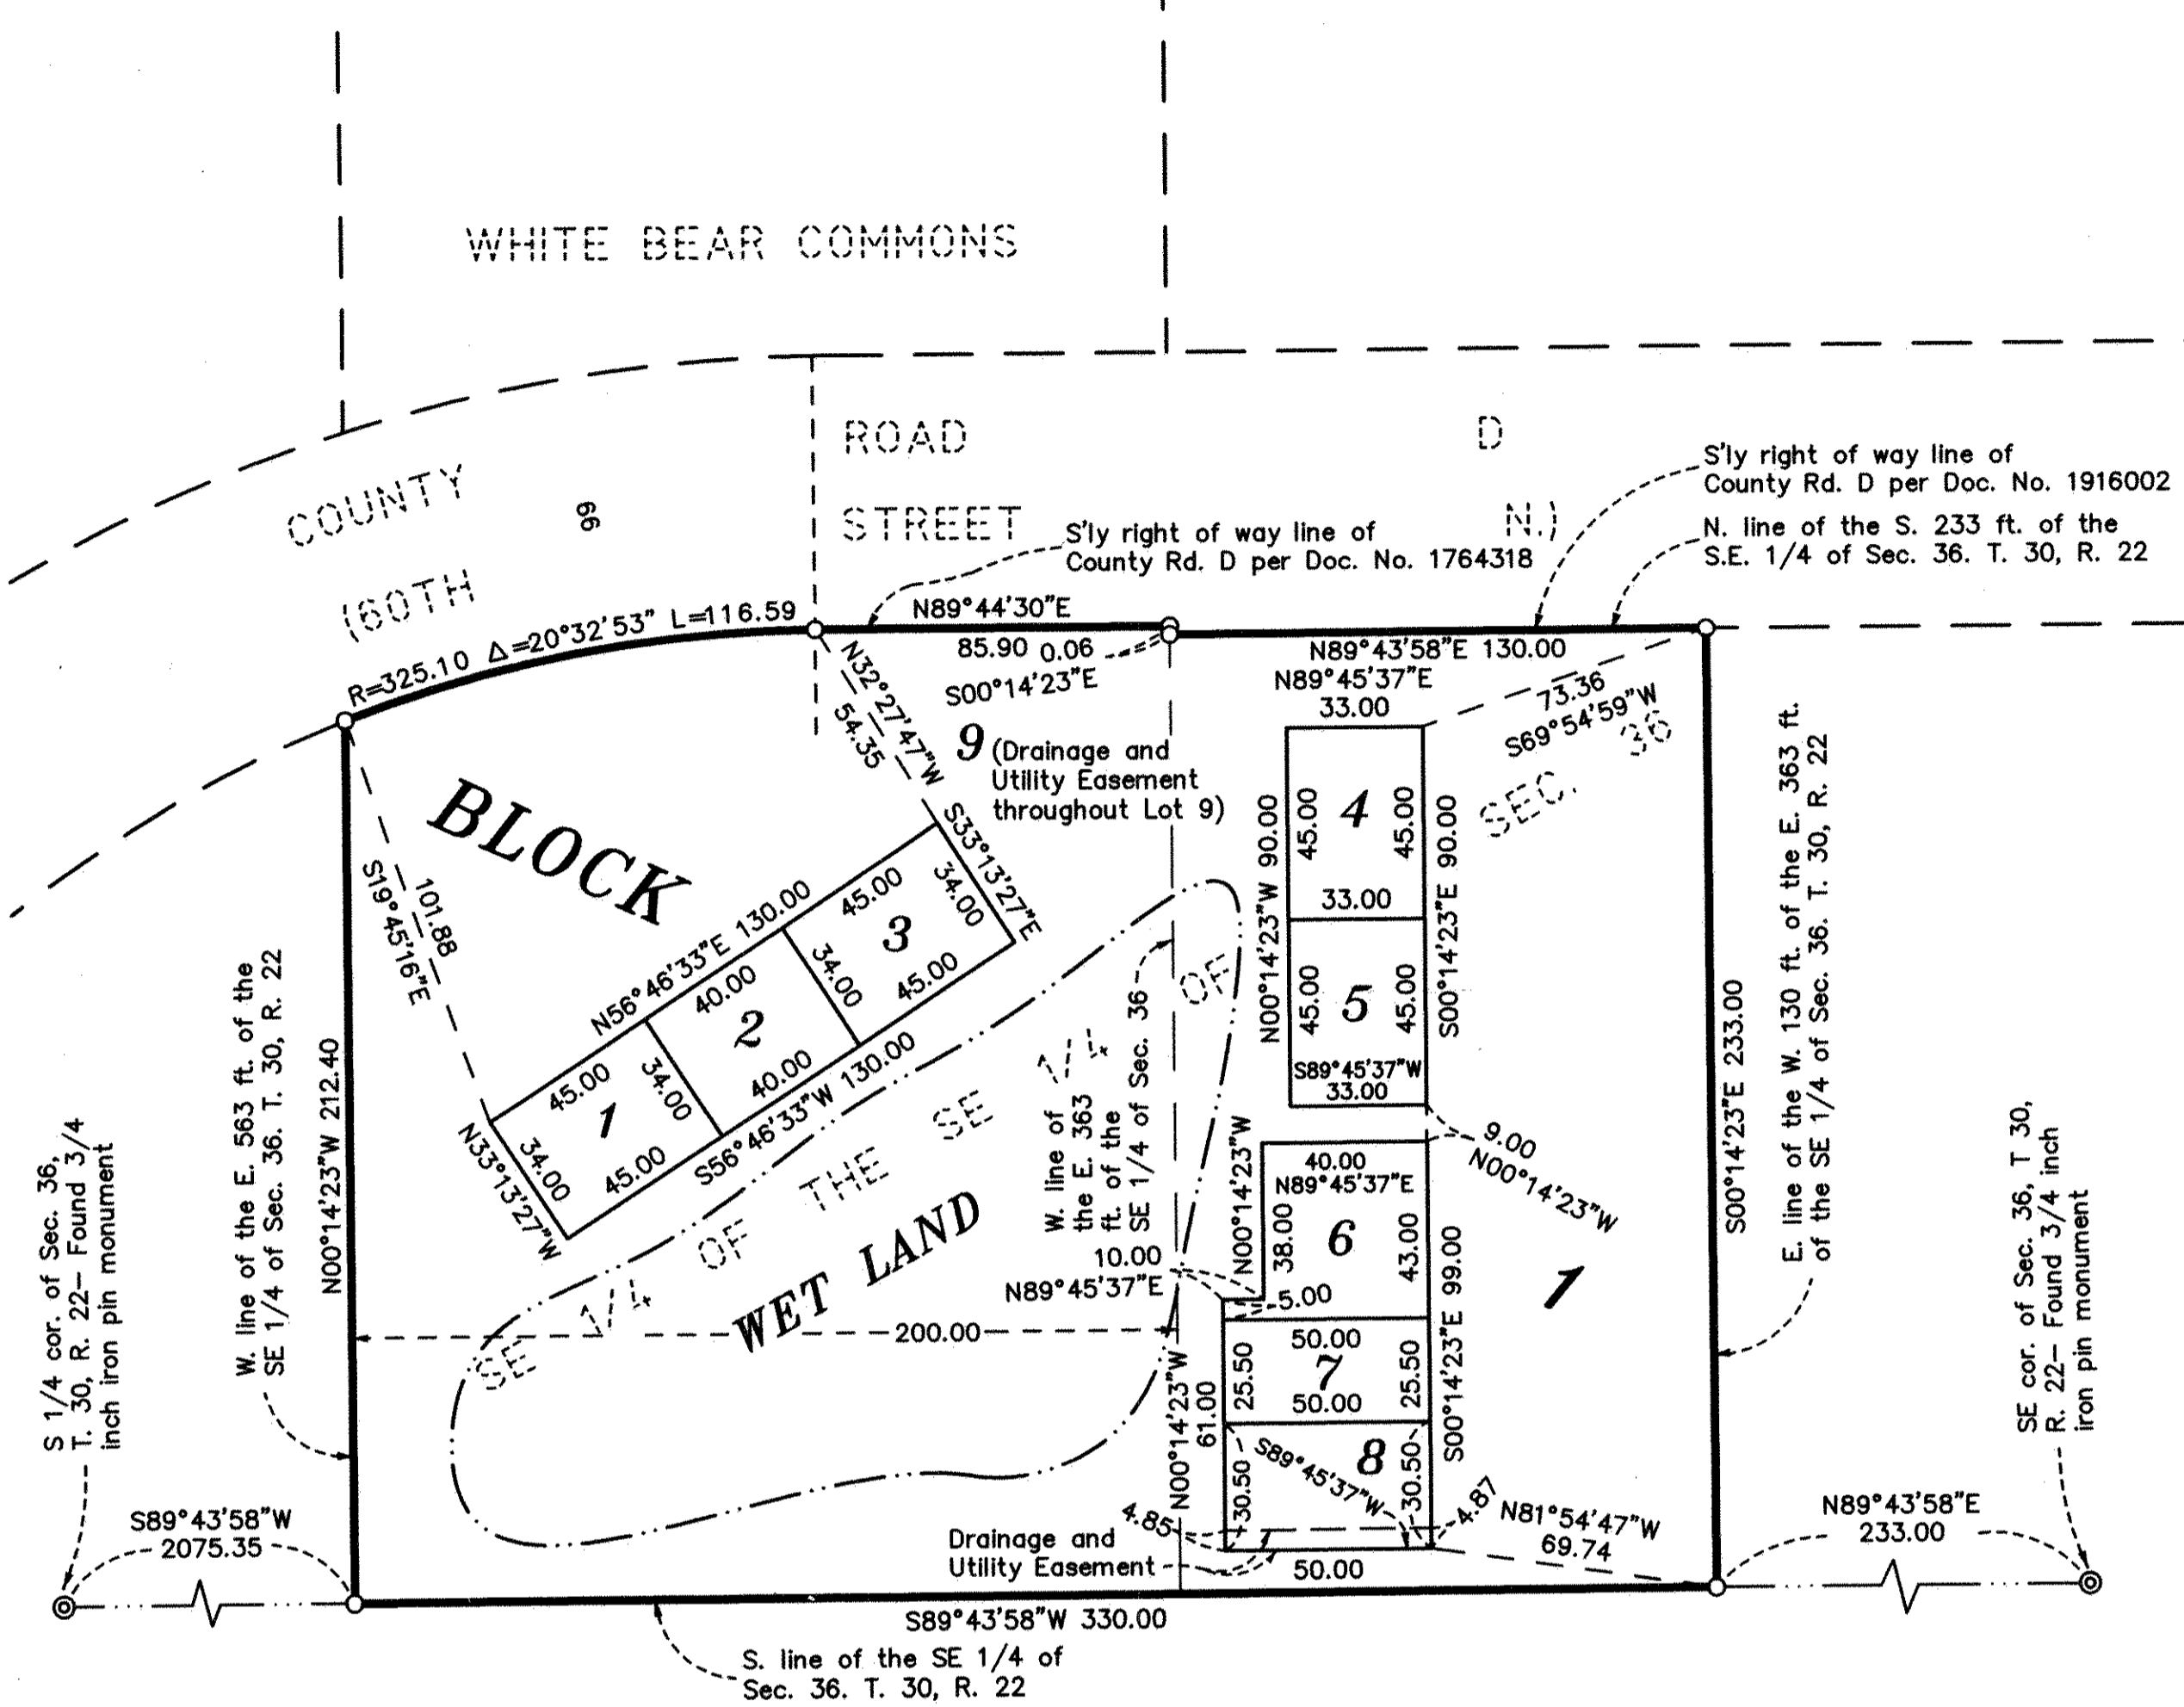 WHITE BEAR COMMONS
COUNTY
ROAD
D
(60TH
STREET
N.)
66
S'ly right of way line of
County Rd. D per Doc. No. 1916002
N. line of the S. 233 ft. of the
S.E. 1/4 of Sec. 36. T. 30, R. 22
S'ly right of way line of
County Rd. D per Doc. No. 1764318
R=325.10 Δ=20°32'53" L=116.59
N89°44'30"E
85.90
0.06
S00°14'23"E
N89°43'58"E 130.00
N89°45'37"E
33.00
73.36
S69°54'59"W
SEC. 36
N32°27'47"W
54.35
9 (Drainage and
Utility Easement
throughout Lot 9)
BLOCK
1
S19°45'16"E
101.88
N56°46'33"E 130.00
S33°13'27"E
45.00
34.00
3
34.00
45.00
40.00
2
40.00
34.00
45.00
1
34.00
45.00
N33°13'27"W
S56°46'33"W 130.00
N00°14'23"W 90.00
45.00
4
45.00
S00°14'23"E 90.00
33.00
45.00
5
45.00
S89°45'37"W
33.00
9.00
N00°14'23"W
N00°14'23"W
40.00
N89°45'37"E
38.00
6
43.00
S00°14'23"E 99.00
5.00
10.00
N89°45'37"E
50.00
25.50
7
25.50
50.00
N00°14'23"W
61.00
30.50
8
30.50
S89°45'37"W
4.85
4.87
50.00
N81°54'47"W
69.74
Drainage and
Utility Easement
SE 1/4 OF THE SE 1/4 OF
WET LAND
200.00
W. line of
the E. 363
ft. of the
SE 1/4 of Sec. 36
N00°14'23"W 212.40
W. line of the E. 563 ft. of the
SE 1/4 of Sec. 36. T. 30, R. 22
S 1/4 cor. of Sec. 36,
T. 30, R. 22– Found 3/4
inch iron pin monument
S89°43'58"W
2075.35
S00°14'23"E 233.00
E. line of the W. 130 ft. of the E. 363 ft.
of the SE 1/4 of Sec. 36. T. 30, R. 22
SE cor. of Sec. 36, T 30,
R. 22– Found 3/4 inch
iron pin monument
N89°43'58"E
233.00
S89°43'58"W 330.00
S. line of the SE 1/4 of
Sec. 36. T. 30, R. 22